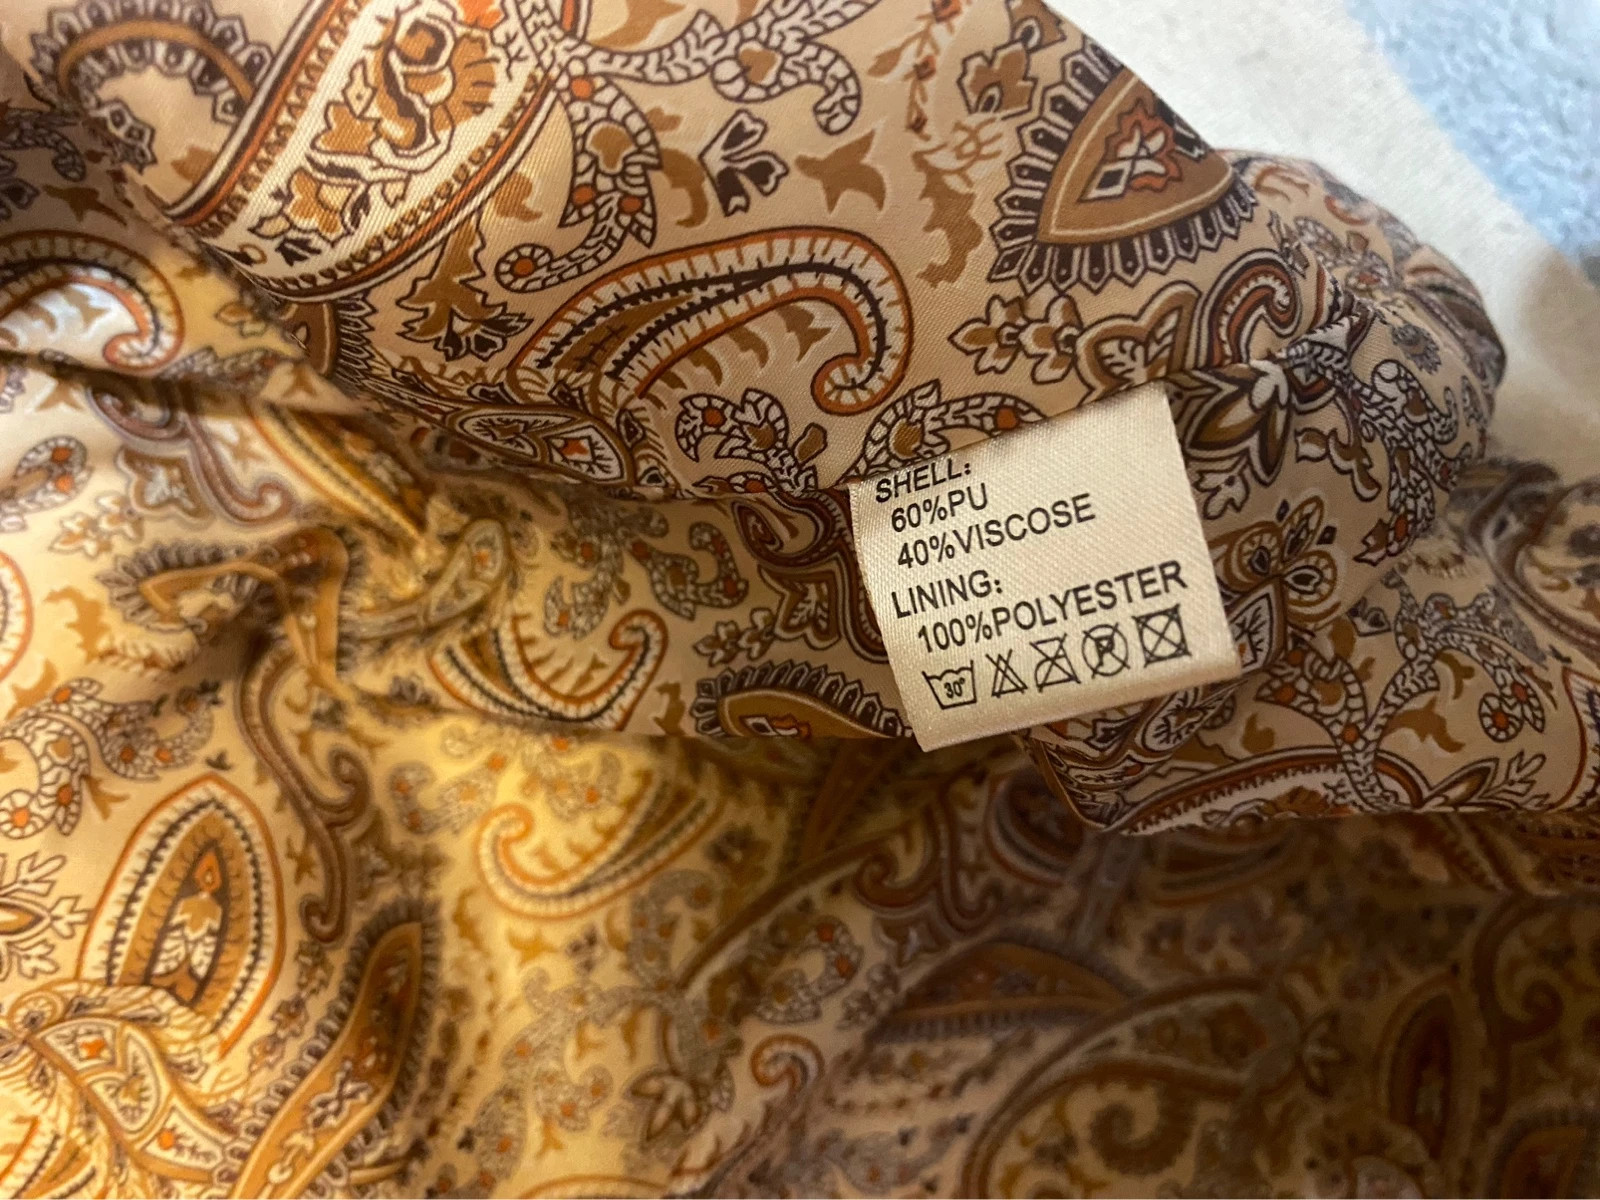 SHELL:
60%PU
40%VISCOSE
LINING:
100%POLYESTER
30°
P